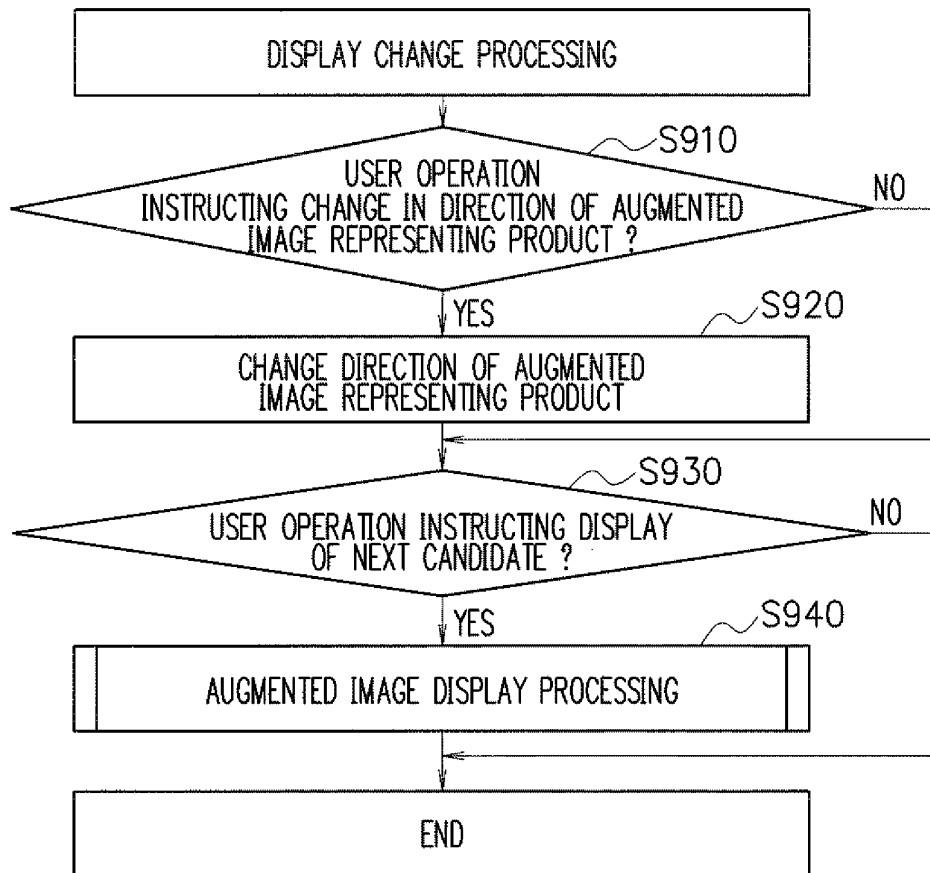 DISPLAY CHANGE PROCESSING
S910
USER OPERATION
INSTRUCTING CHANGE IN DIRECTION OF AUGMENTED
IMAGE REPRESENTING PRODUCT ?
NO
YES
S920
CHANGE DIRECTION OF AUGMENTED
IMAGE REPRESENTING PRODUCT
S930
USER OPERATION INSTRUCTING DISPLAY
OF NEXT CANDIDATE ?
NO
YES
S940
AUGMENTED IMAGE DISPLAY PROCESSING
END